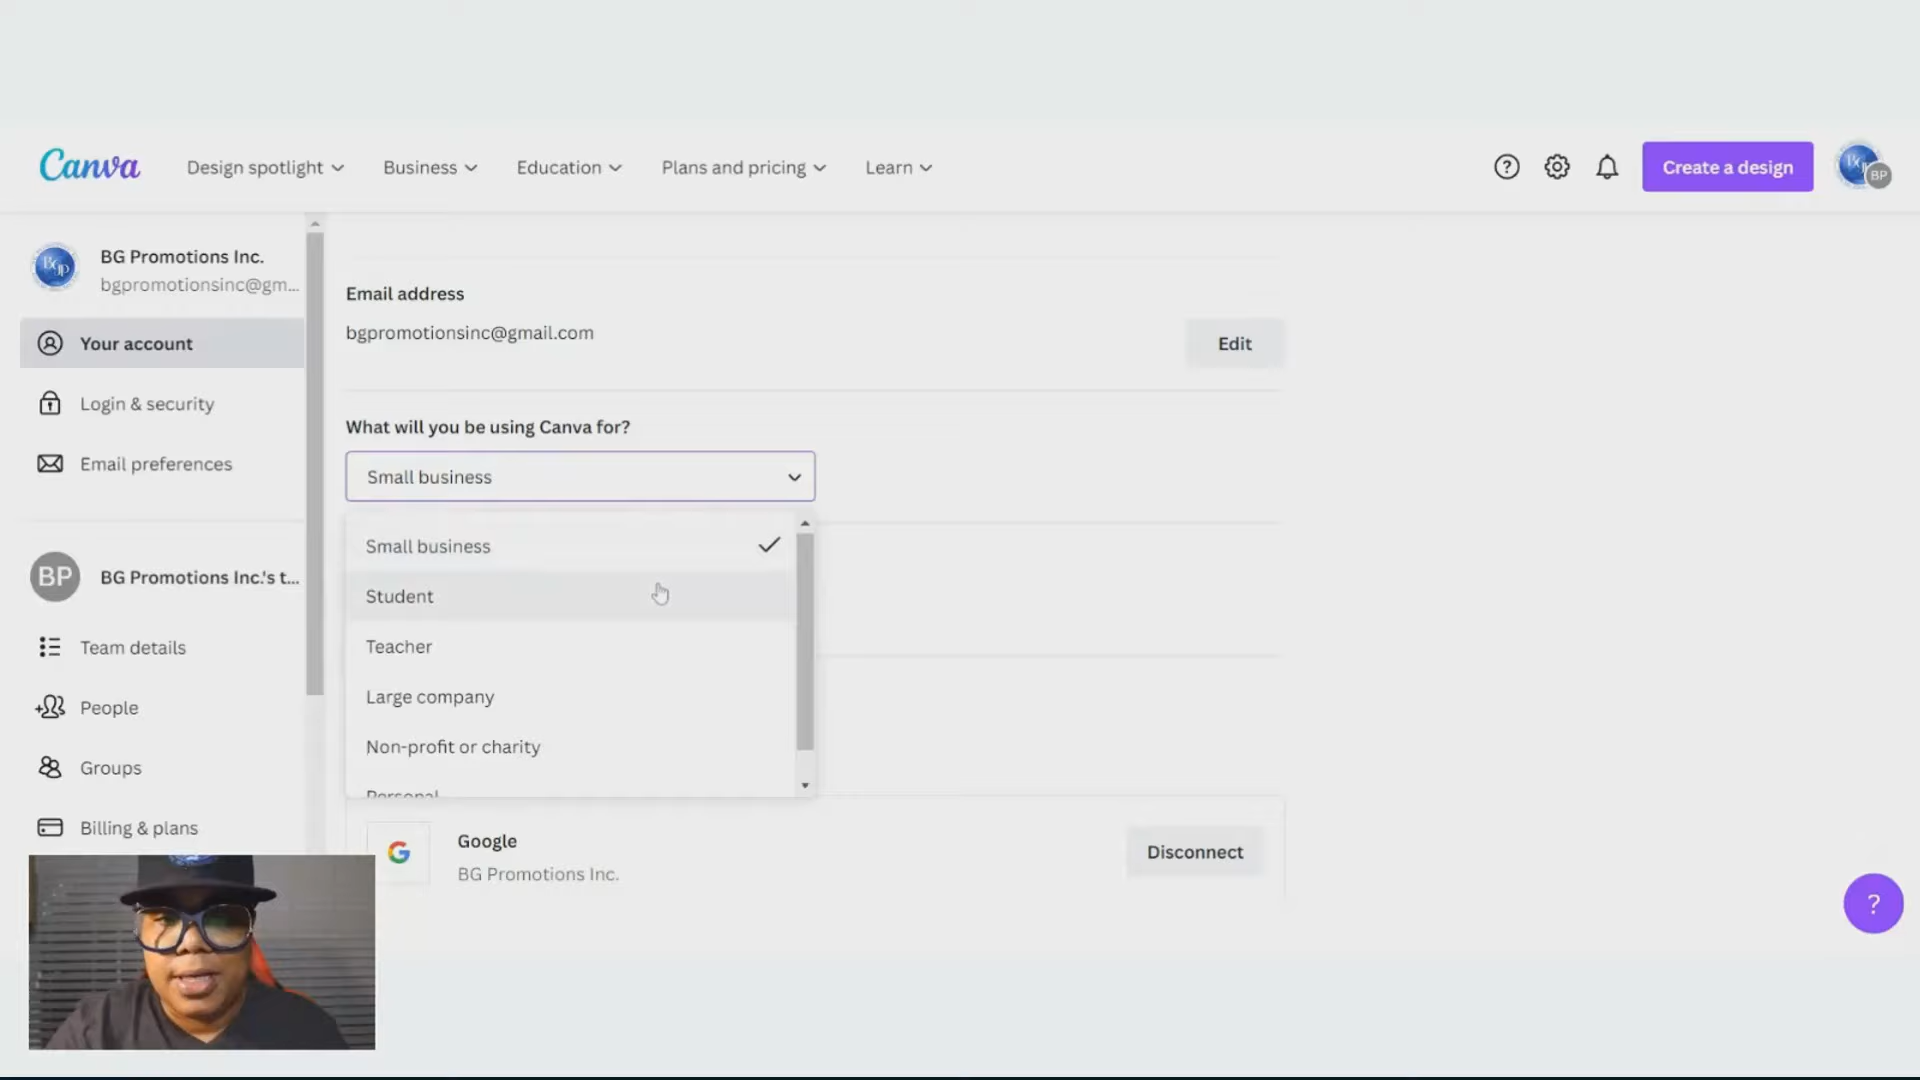 Canva
Design spotlight
Business
Education
Plans and pricing
Learn
Create a design
BP
BG Promotions Inc.
bgpromotionsinc@gm...
Your account
Login & security
Email preferences
BP
BG Promotions Inc.'s t...
Team details
People
Groups
Billing & plans
Email address
bgpromotionsinc@gmail.com
Edit
What will you be using Canva for?
Small business
Small business
Student
Teacher
Large company
Non-profit or charity
Personal
Google
BG Promotions Inc.
Disconnect
?